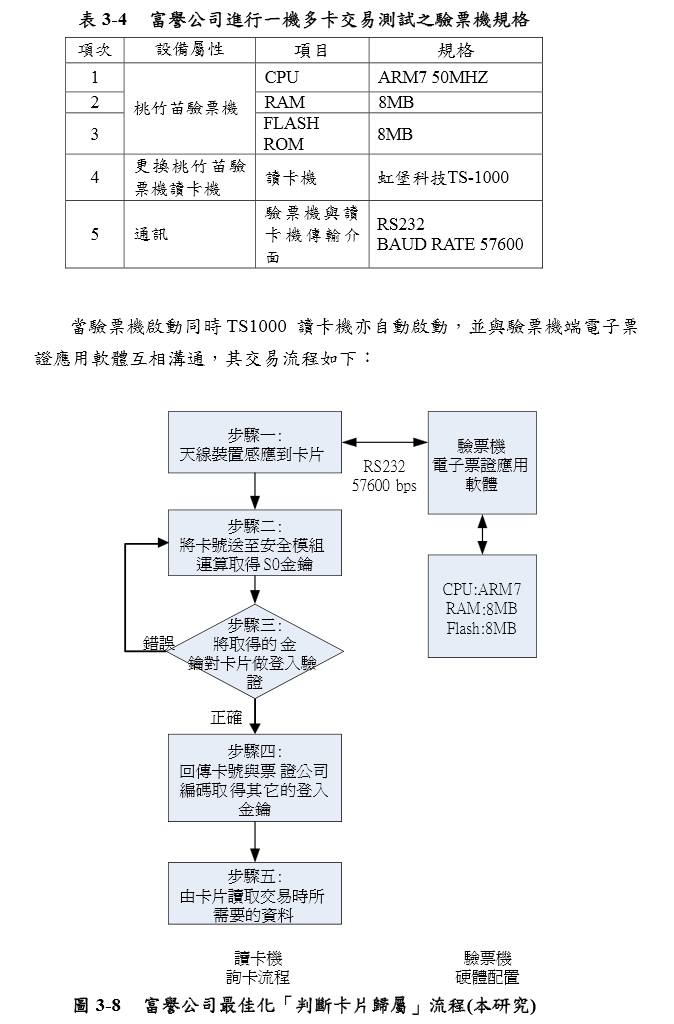 表 3-4 富譽公司進行一機多卡交易測試之驗票機規格
項次 設備屬性 項目 規格
1 桃竹苗驗票機 CPU ARM7 50MHZ
2 RAM 8MB
3 FLASH
ROM 8MB
4 更換桃竹苗驗
票機讀卡機 讀卡機 虹堡科技TS-1000
5 通訊 驗票機與讀
卡機傳輸介
面 RS232
BAUD RATE 57600
當驗票機啟動同時 TS1000 讀卡機亦自動啟動，並與驗票機端電子票
證應用軟體互相溝通，其交易流程如下：
步驟一:
天線裝置感應到卡片
RS232
57600 bps
驗票機
電子票證應用
軟體
步驟二:
將卡號送至安全模組
運算取得 S0金鑰
CPU:ARM7
RAM:8MB
Flash:8MB
步驟三:
將取得的 金
鑰對卡片做登入驗
證
錯誤
正確
步驟四:
回傳卡號與票 證公司
編碼取得其它的登入
金鑰
步驟五:
由卡片讀取交易時所
需要的資料
讀卡機
詢卡流程
驗票機
硬體配置
圖 3-8 富譽公司最佳化「判斷卡片歸屬」流程(本研究)